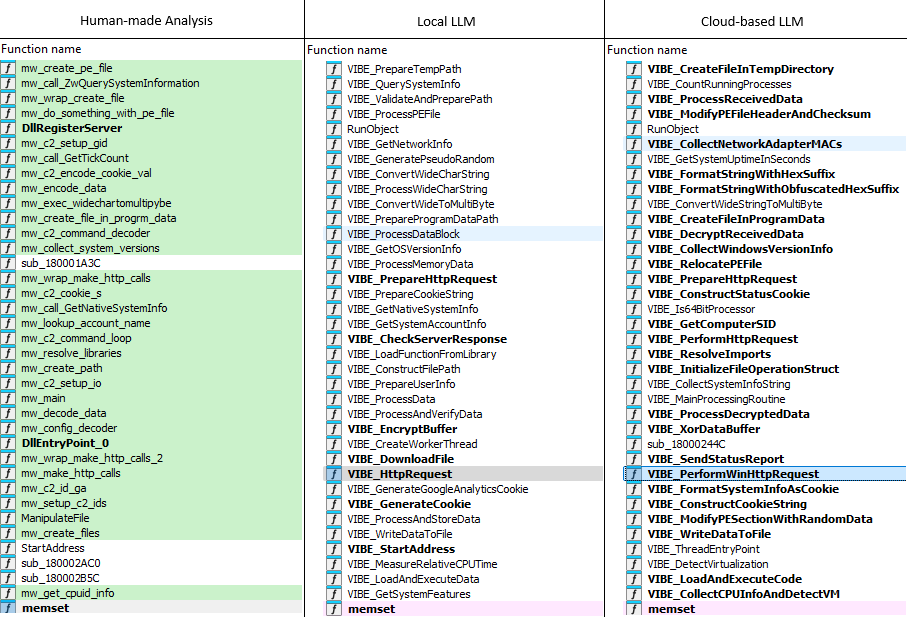 Human-made Analysis
Function name
mw_create_pe_file
mw_call_ZwQuerySystemInformation
mw_wrap_create_file
mw_do_something_with_pe_file
DllRegisterServer
mw_c2_setup_gid
mw_call_GetTickCount
mw_c2_encode_cookie_val
mw_encode_data
mw_exec_widechartomultipybe
mw_create_file_in_progrm_data
mw_c2_command_decoder
mw_collect_system_versions
sub_180001A3C
mw_wrap_make_http_calls
mw_c2_cookie_s
mw_call_GetNativeSystemInfo
mw_lookup_account_name
mw_c2_command_loop
mw_resolve_libraries
mw_create_path
mw_c2_setup_io
mw_main
mw_decode_data
mw_config_decoder
DllEntryPoint_0
mw_wrap_make_http_calls_2
mw_make_http_calls
mw_c2_id_ga
mw_setup_c2_ids
ManipulateFile
mw_create_files
StartAddress
sub_180002AC0
sub_180002B5C
mw_get_cpuid_info
memset
Local LLM
Function name
VIBE_PrepareTempPath
VIBE_QuerySystemInfo
VIBE_ValidateAndPreparePath
VIBE_ProcessPEFile
RunObject
VIBE_GetNetworkInfo
VIBE_GeneratePseudoRandom
VIBE_ConvertWideCharString
VIBE_ProcessWideCharString
VIBE_ConvertWideToMultiByte
VIBE_PrepareProgramDataPath
VIBE_ProcessDataBlock
VIBE_GetOSVersionInfo
VIBE_ProcessMemoryData
VIBE_PrepareHttpRequest
VIBE_PrepareCookieString
VIBE_GetNativeSystemInfo
VIBE_GetSystemAccountInfo
VIBE_CheckServerResponse
VIBE_LoadFunctionFromLibrary
VIBE_ConstructFilePath
VIBE_PrepareUserInfo
VIBE_ProcessData
VIBE_ProcessAndVerifyData
VIBE_EncryptBuffer
VIBE_CreateWorkerThread
VIBE_DownloadFile
VIBE_HttpRequest
VIBE_GenerateGoogleAnalyticsCookie
VIBE_GenerateCookie
VIBE_ProcessAndStoreData
VIBE_WriteDataToFile
VIBE_StartAddress
VIBE_MeasureRelativeCPUTime
VIBE_LoadAndExecuteData
VIBE_GetSystemFeatures
memset
Cloud-based LLM
Function name
VIBE_CreateFileInTempDirectory
VIBE_CountRunningProcesses
VIBE_ProcessReceivedData
VIBE_ModifyPEFileHeaderAndChecksum
RunObject
VIBE_CollectNetworkAdapterMACs
VIBE_GetSystemUptimeInSeconds
VIBE_FormatStringWithHexSuffix
VIBE_FormatStringWithObfuscatedHexSuffix
VIBE_ConvertWideStringToMultiByte
VIBE_CreateFileInProgramData
VIBE_DecryptReceivedData
VIBE_CollectWindowsVersionInfo
VIBE_RelocatePEFile
VIBE_PrepareHttpRequest
VIBE_ConstructStatusCookie
VIBE_Is64BitProcessor
VIBE_GetComputerSID
VIBE_PerformHttpRequest
VIBE_ResolveImports
VIBE_InitializeFileOperationStruct
VIBE_CollectSystemInfoString
VIBE_MainProcessingRoutine
VIBE_ProcessDecryptedData
VIBE_XorDataBuffer
sub_18000244C
VIBE_SendStatusReport
VIBE_PerformWinHttpRequest
VIBE_FormatSystemInfoAsCookie
VIBE_ConstructCookieString
VIBE_ModifyPESectionWithRandomData
VIBE_WriteDataToFile
VIBE_ThreadEntryPoint
VIBE_DetectVirtualization
VIBE_LoadAndExecuteCode
VIBE_CollectCPUInfoAndDetectVM
memset